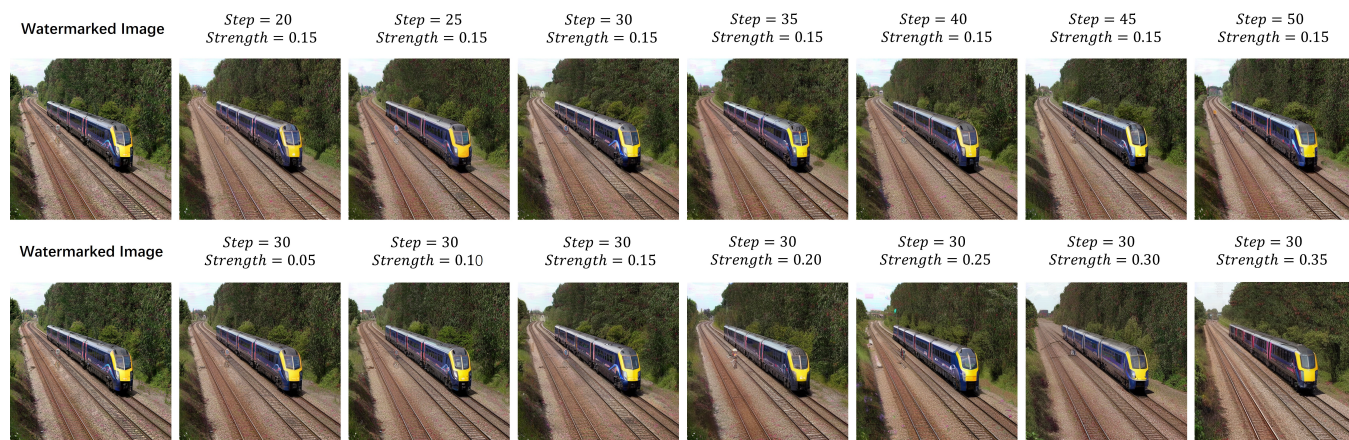 Watermarked Image
Step = 20
Strength = 0.15
Step = 25
Strength = 0.15
Step = 30
Strength = 0.15
Step = 35
Strength = 0.15
Step = 40
Strength = 0.15
Step = 45
Strength = 0.15
Step = 50
Strength = 0.15
Watermarked Image
Step = 30
Strength = 0.05
Step = 30
Strength = 0.10
Step = 30
Strength = 0.15
Step = 30
Strength = 0.20
Step = 30
Strength = 0.25
Step = 30
Strength = 0.30
Step = 30
Strength = 0.35